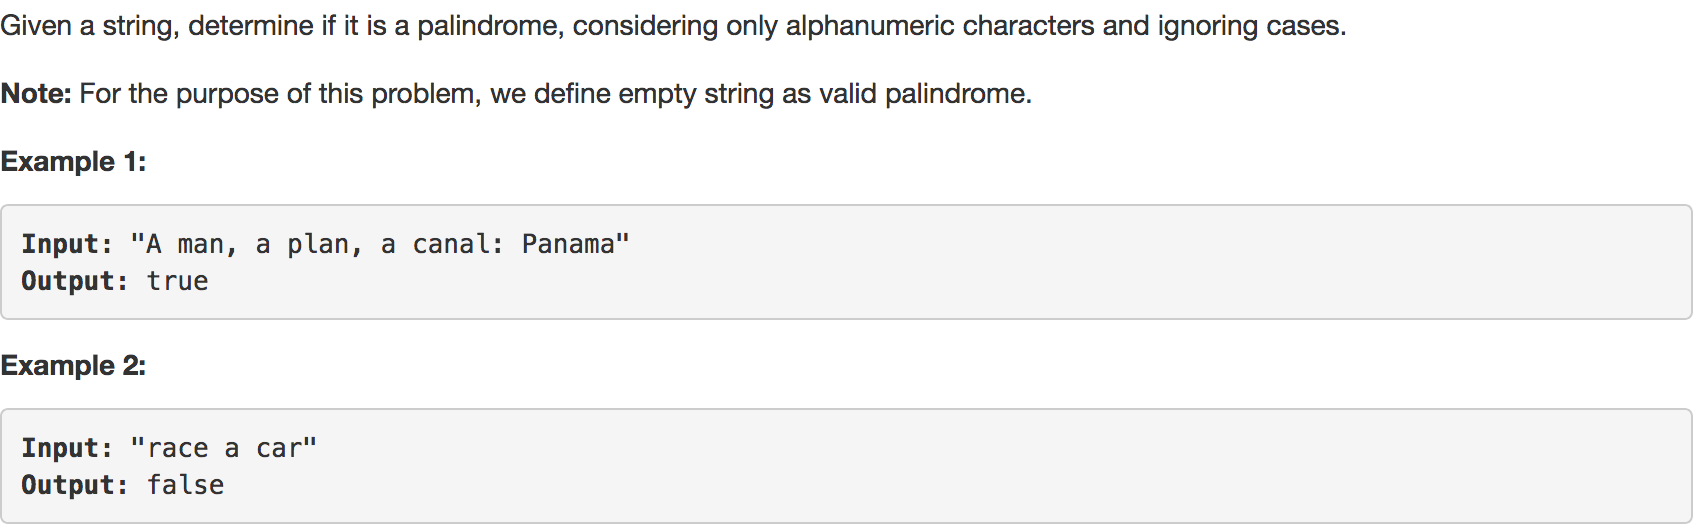 Given a string, determine if it is a palindrome, considering only alphanumeric characters and ignoring cases.
Note: For the purpose of this problem, we define empty string as valid palindrome.
Example 1:
Input: "A man, a plan, a canal: Panama"
Output: true
Example 2:
Input: "race a car"
Output: false